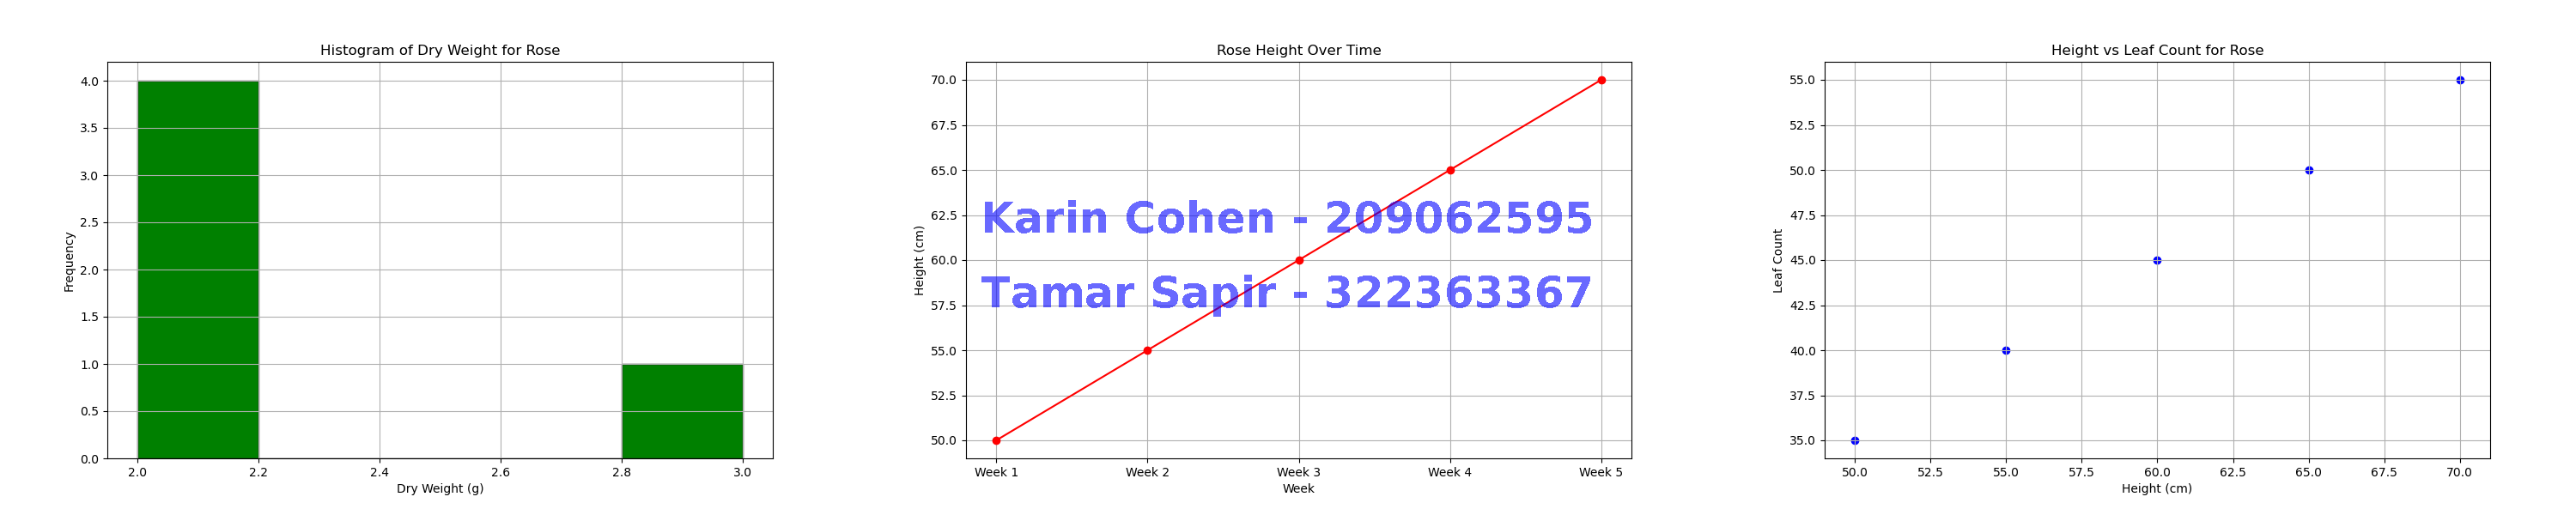 Histogram of Dry Weight for Rose
4.0
3.5
3.0
2.5
2.0
1.5
1.0
0.5
0.0
Frequency
2.0 2.2 2.4 2.6 2.8 3.0
Dry Weight (g)
Rose Height Over Time
70.0
67.5
65.0
62.5
60.0
57.5
55.0
52.5
50.0
Height (cm)
Karin Cohen - 209062595
Tamar Sapir - 322363367
Week 1 Week 2 Week 3 Week 4 Week 5
Week
Height vs Leaf Count for Rose
55.0
52.5
50.0
47.5
45.0
42.5
40.0
37.5
35.0
Leaf Count
50.0 52.5 55.0 57.5 60.0 62.5 65.0 67.5 70.0
Height (cm)